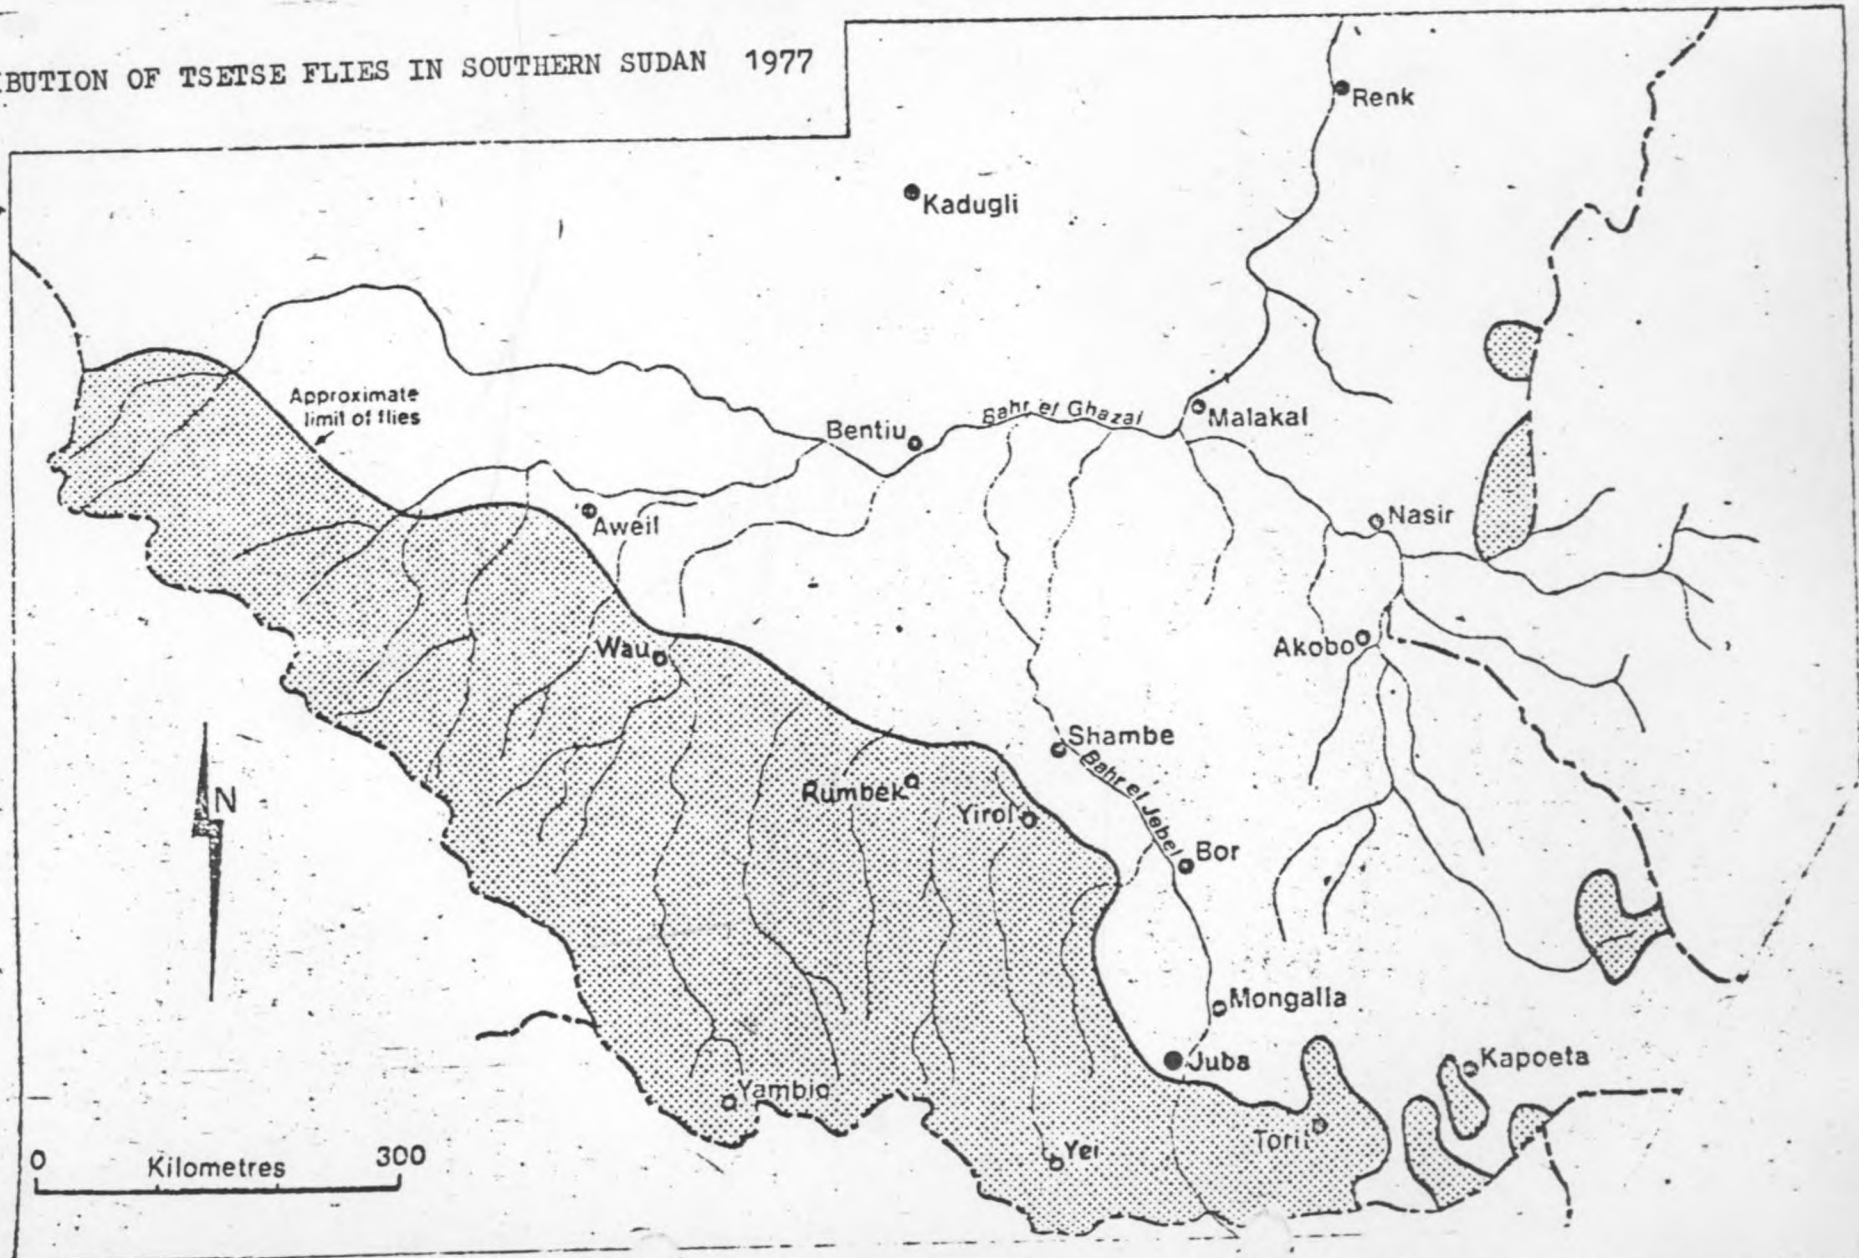 IBUTION OF TSETSE FLIES IN SOUTHERN SUDAN 1977
Renk
Kadugli
Approximate
limit of flies
Bentiu
Bahr el Ghazal
Malakal
Aweil
Nasir
Wau
Akobo
Shambe
Bahr el Jebel
Rumbek
Yirol
Bor
N
Mongalla
Juba
Kapoeta
Yambio
Torit
Yei
0 Kilometres 300